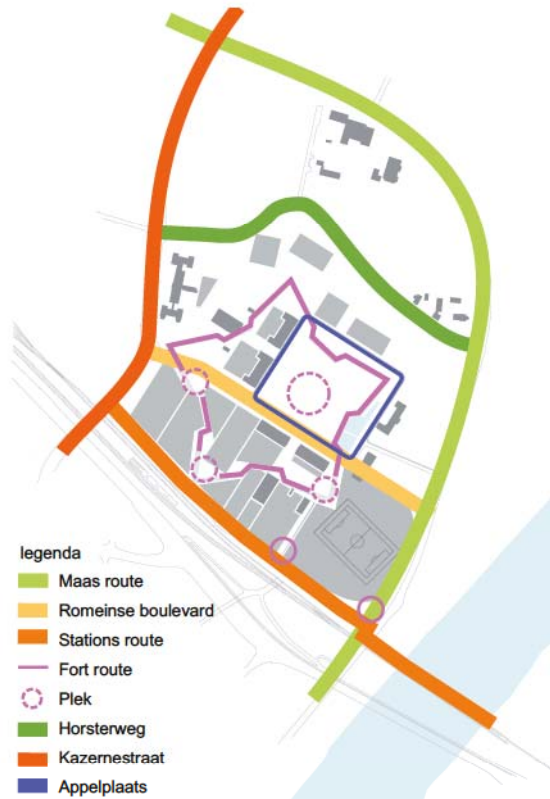 legenda
Maas route
Romeinse boulevard
Stations route
Fort route
Plek
Horsterweg
Kazernestraat
Appelplaats